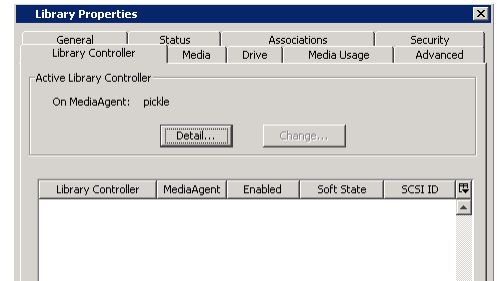 Library Properties
General Status Associations Security
Library Controller Media Drive Media Usage Advanced
Active Library Controller
On MediaAgent: pickle
Detail... Change...
Library Controller MediaAgent Enabled Soft State SCSI ID